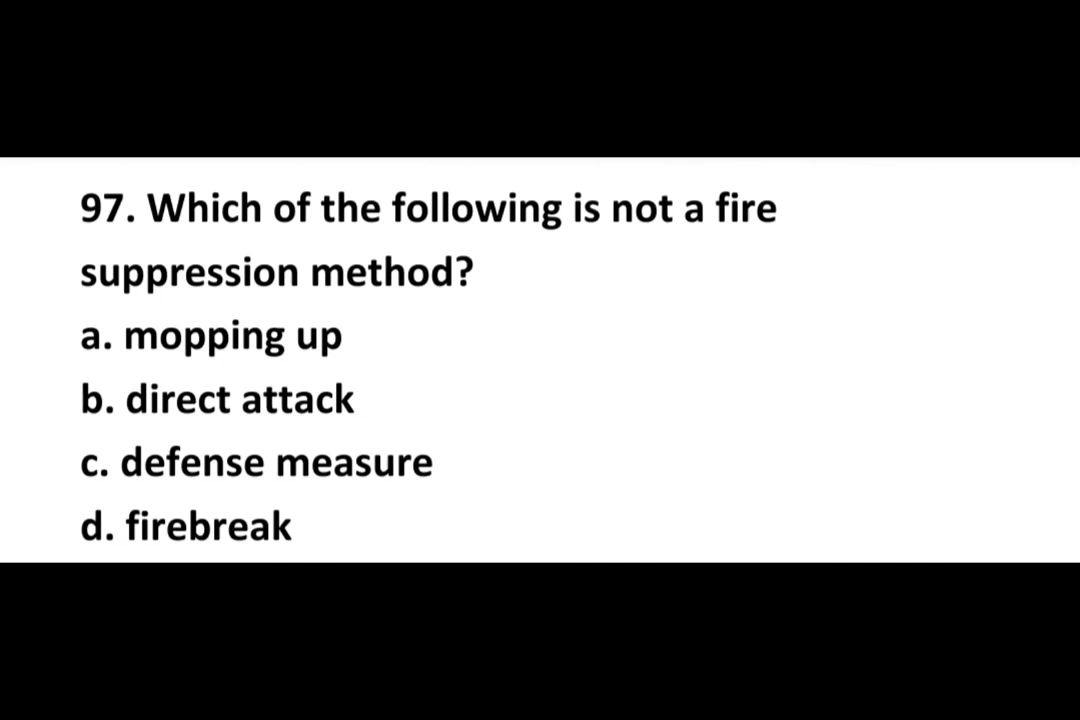 97. Which of the following is not a fire
suppression method?
a. mopping up
b. direct attack
c. defense measure
d. firebreak